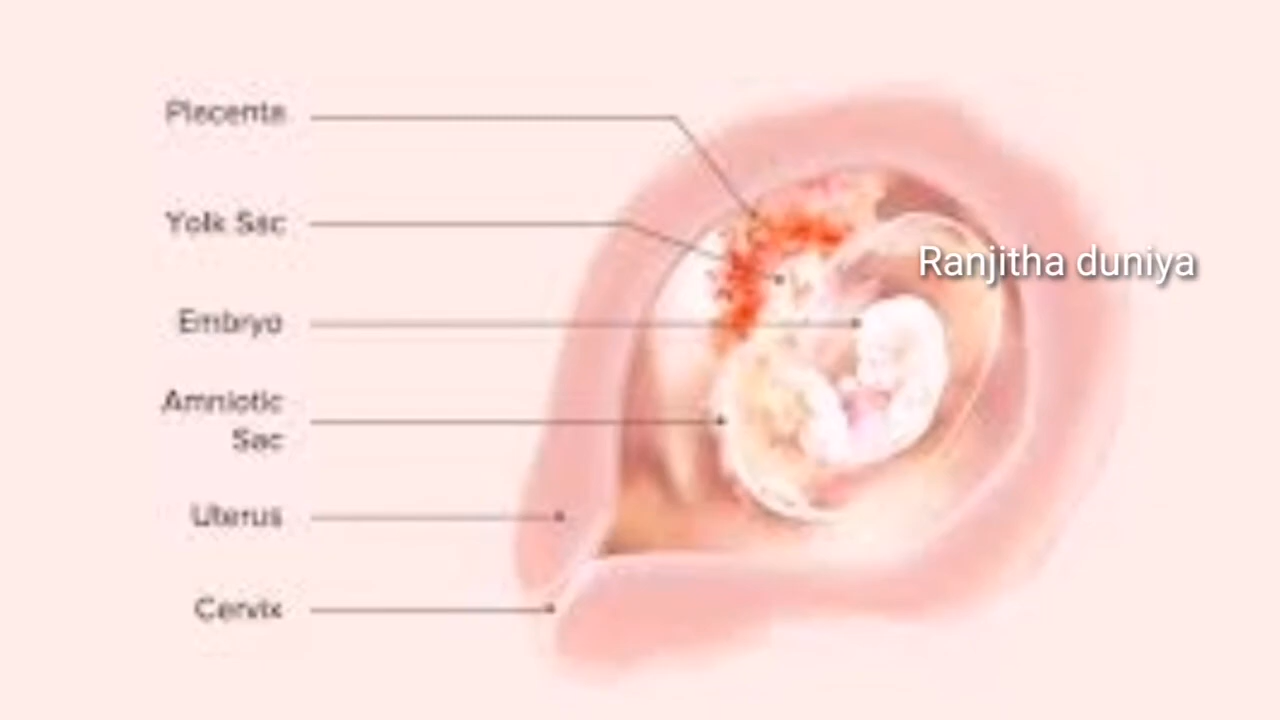 Placenta
Yolk Sac
Ranjitha duniya
Embryo
Amniotic
Sac
Uterus
Cervix